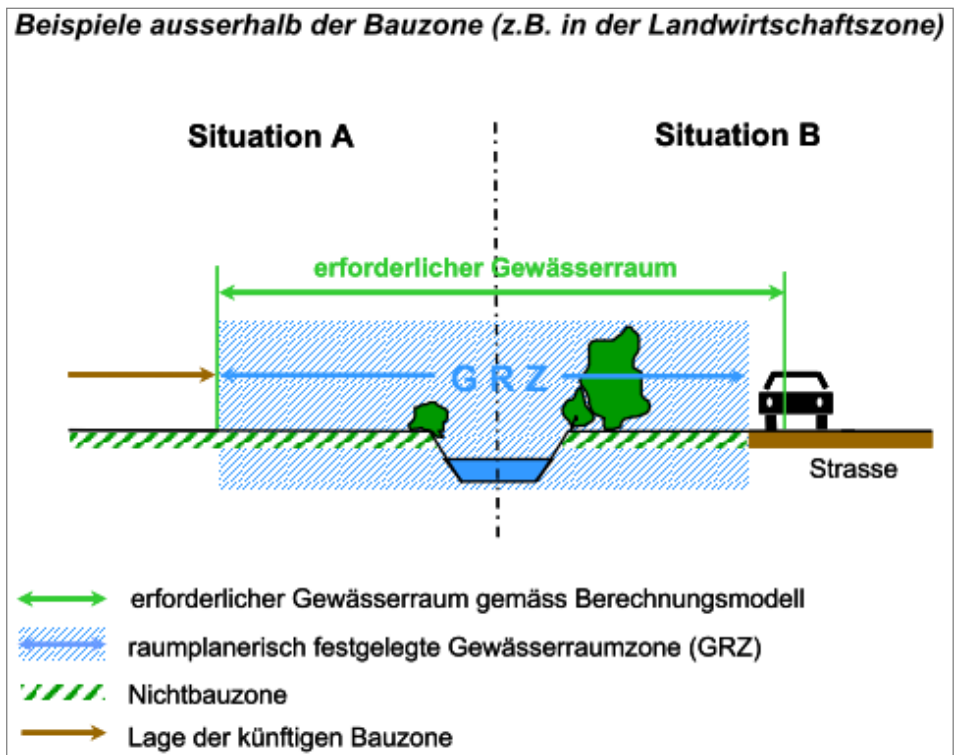 Beispiele ausserhalb der Bauzone (z.B. in der Landwirtschaftszone)
Situation A
Situation B
erforderlicher Gewässerraum
G R Z
Strasse
erforderlicher Gewässerraum gemäss Berechnungsmodell
raumplanerisch festgelegte Gewässerraumzone (GRZ)
Nichtbauzone
Lage der künftigen Bauzone